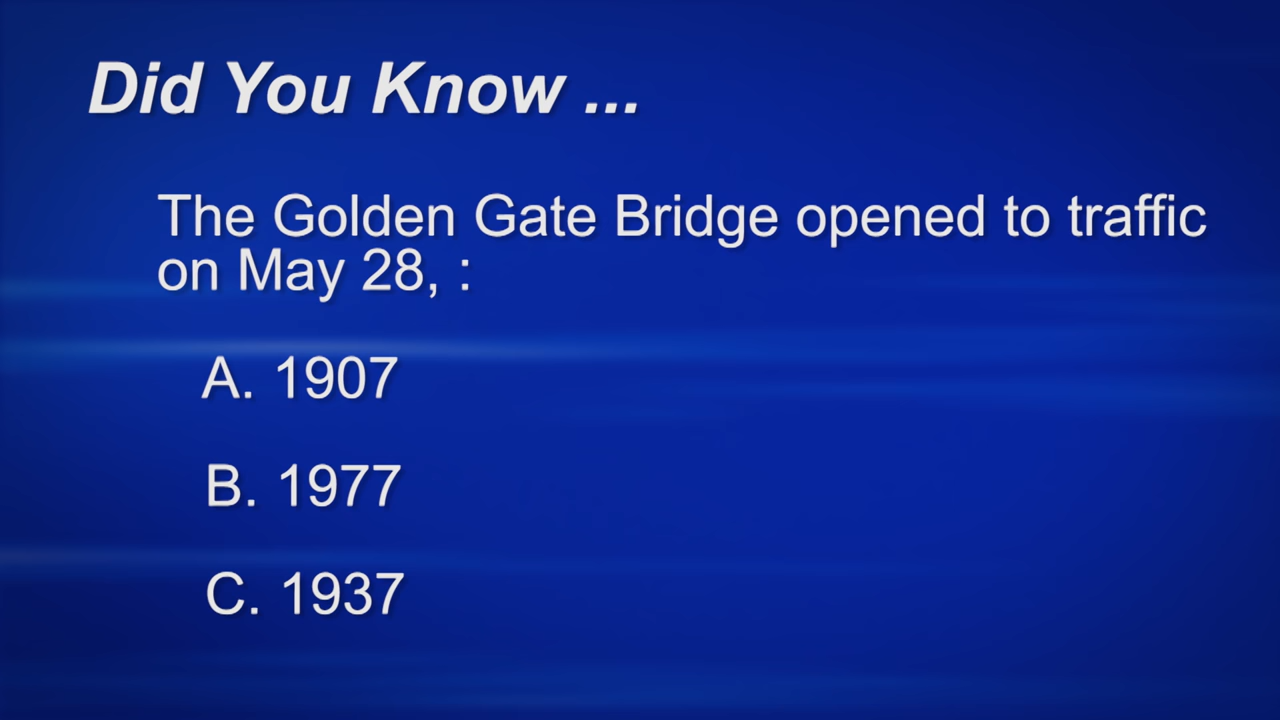 Did You Know ...
The Golden Gate Bridge opened to traffic
on May 28, :
A. 1907
B. 1977
C. 1937